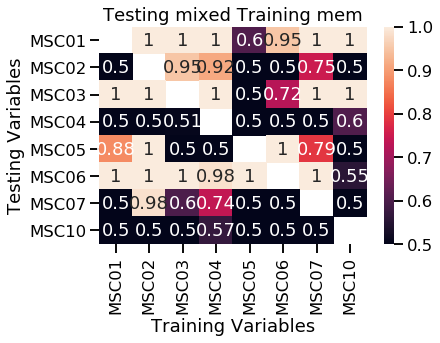 Testing mixed Training mem
Testing Variables
MSC01 1 1 1 0.6 0.95 1 1
MSC02 0.5 0.95 0.92 0.5 0.5 0.75 0.5
MSC03 1 1 1 0.5 0.72 1 1
MSC04 0.5 0.5 0.51 0.5 0.5 0.5 0.6
MSC05 0.88 1 0.5 0.5 1 0.79 0.5
MSC06 1 1 1 0.98 1 1 0.55
MSC07 0.5 0.98 0.6 0.74 0.5 0.5 0.5
MSC10 0.5 0.5 0.5 0.57 0.5 0.5 0.5
MSC01 MSC02 MSC03 MSC04 MSC05 MSC06 MSC07 MSC10
Training Variables
1.0
0.9
0.8
0.7
0.6
0.5